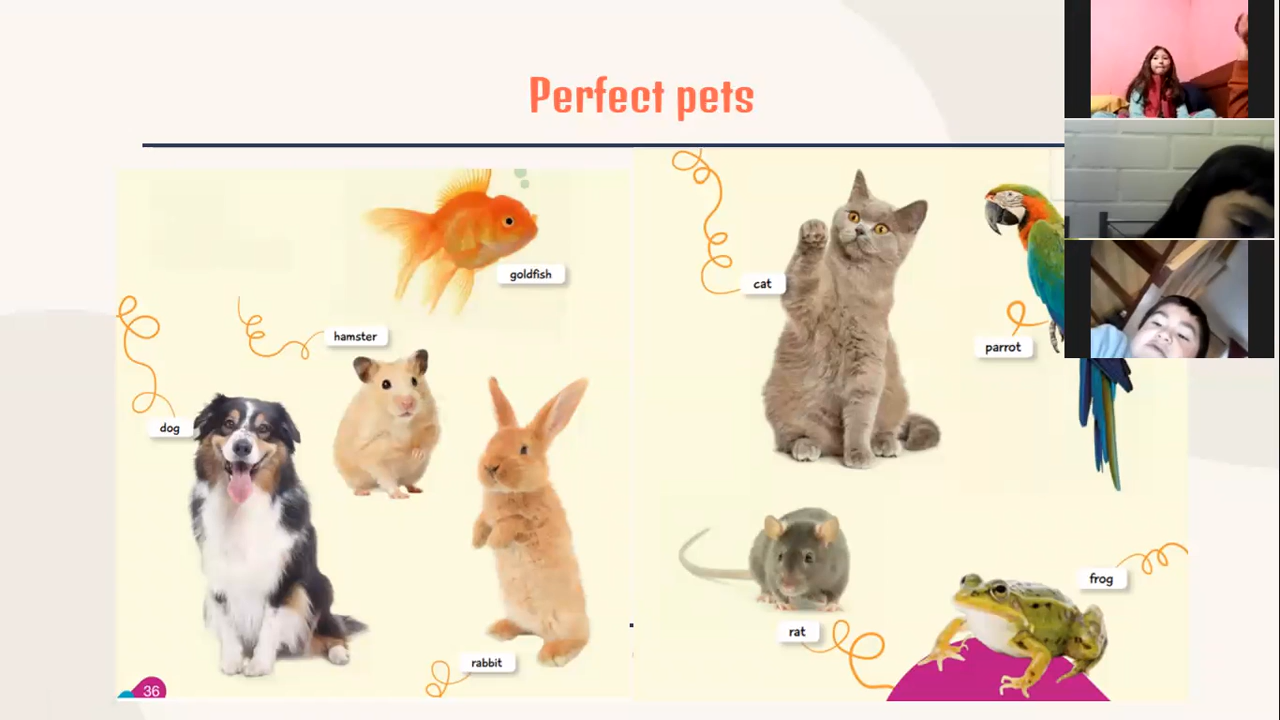 Perfect pets
goldfish
hamster
dog
rabbit
36
cat
parrot
rat
frog